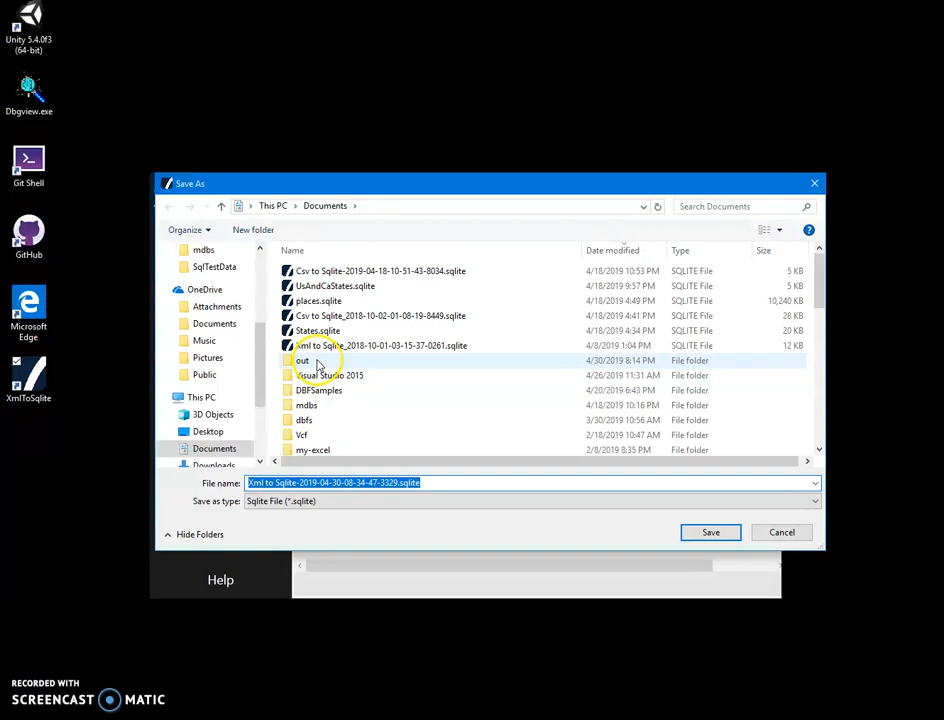 Unity 5.4.0f3
(64-bit)
Dbgview.exe
Git Shell
GitHub
Microsoft
Edge
XmlToSqlite
Save As
This PC > Documents >
Search Documents
Organize
New folder
mdbs
SqlTestData
OneDrive
Attachments
Documents
Music
Pictures
Public
This PC
3D Objects
Desktop
Documents
Downloads
Name Date modified Type Size
Csv to Sqlite-2019-04-18-10-51-43-8034.sqlite 4/18/2019 10:53 PM SQLITE File 5 KB
UsAndCaStates.sqlite 4/18/2019 9:57 PM SQLITE File 5 KB
places.sqlite 4/18/2019 4:49 PM SQLITE File 10,240 KB
Csv to Sqlite_2018-10-02-01-08-19-8449.sqlite 4/18/2019 4:41 PM SQLITE File 28 KB
States.sqlite 4/18/2019 4:34 PM SQLITE File 20 KB
Xml to Sqlite_2018-10-01-03-15-37-0261.sqlite 4/8/2019 1:04 PM SQLITE File 12 KB
out 4/30/2019 8:14 PM File folder
Visual Studio 2015 4/26/2019 11:31 AM File folder
DBFSamples 4/20/2019 6:43 PM File folder
mdbs 4/18/2019 10:16 PM File folder
dbfs 3/30/2019 10:56 AM File folder
Vcf 2/18/2019 10:47 AM File folder
my-excel 2/8/2019 8:35 PM File folder
File name: Xml to Sqlite-2019-04-30-08-34-47-3329.sqlite
Save as type: Sqlite File (*.sqlite)
Hide Folders
Save
Cancel
Help
RECORDED WITH
SCREENCAST MATIC